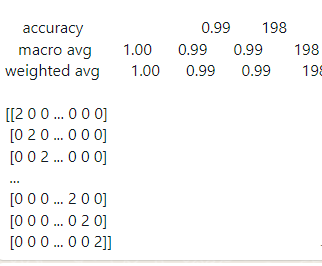 accuracy 0.99 198
macro avg 1.00 0.99 0.99 198
weighted avg 1.00 0.99 0.99 198
[[2 0 0 ... 0 0 0]
[0 2 0 ... 0 0 0]
[0 0 2 ... 0 0 0]
...
[0 0 0 ... 2 0 0]
[0 0 0 ... 0 2 0]
[0 0 0 ... 0 0 2]]